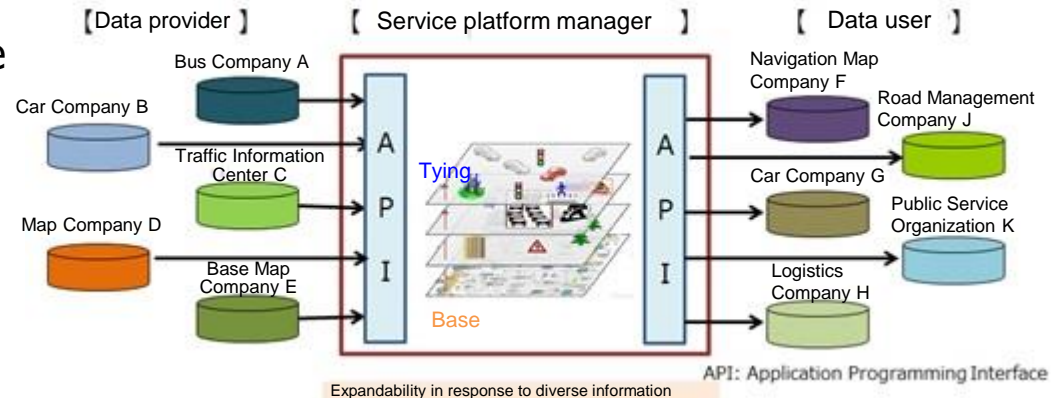 【Data provider】
【 Service platform manager 】
【 Data user 】
e
Bus Company A
Car Company B
Traffic Information
Center C
Map Company D
Base Map
Company E
A
P
I
Tying
Base
A
P
I
Navigation Map
Company F
Road Management
Company J
Car Company G
Public Service
Organization K
Logistics
Company H
API: Application Programming Interface
Expandability in response to diverse information